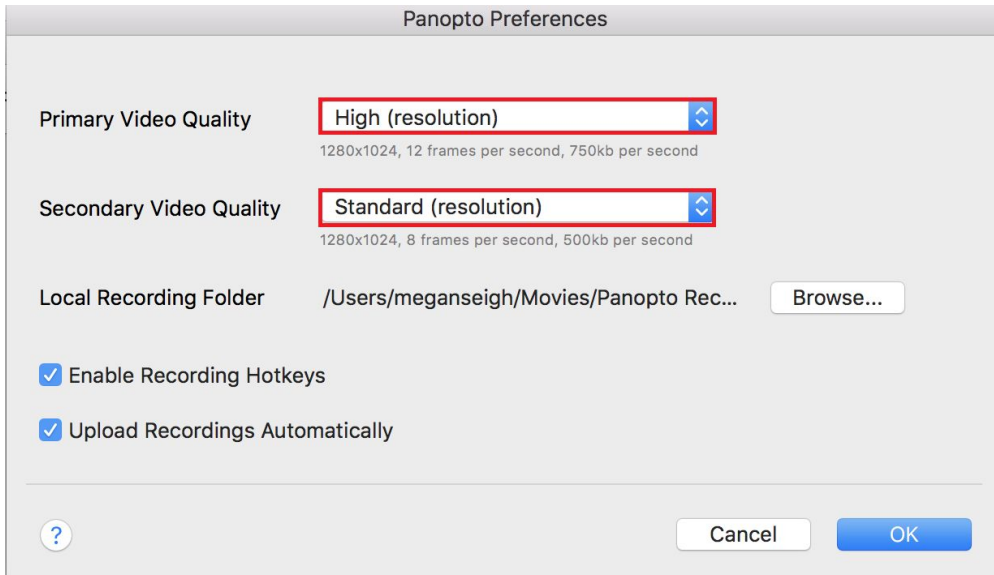 Panopto Preferences
Primary Video Quality
High (resolution)
1280x1024, 12 frames per second, 750kb per second
Secondary Video Quality
Standard (resolution)
1280x1024, 8 frames per second, 500kb per second
Local Recording Folder /Users/meganseigh/Movies/Panopto Rec... Browse...
Enable Recording Hotkeys
Upload Recordings Automatically
? Cancel OK